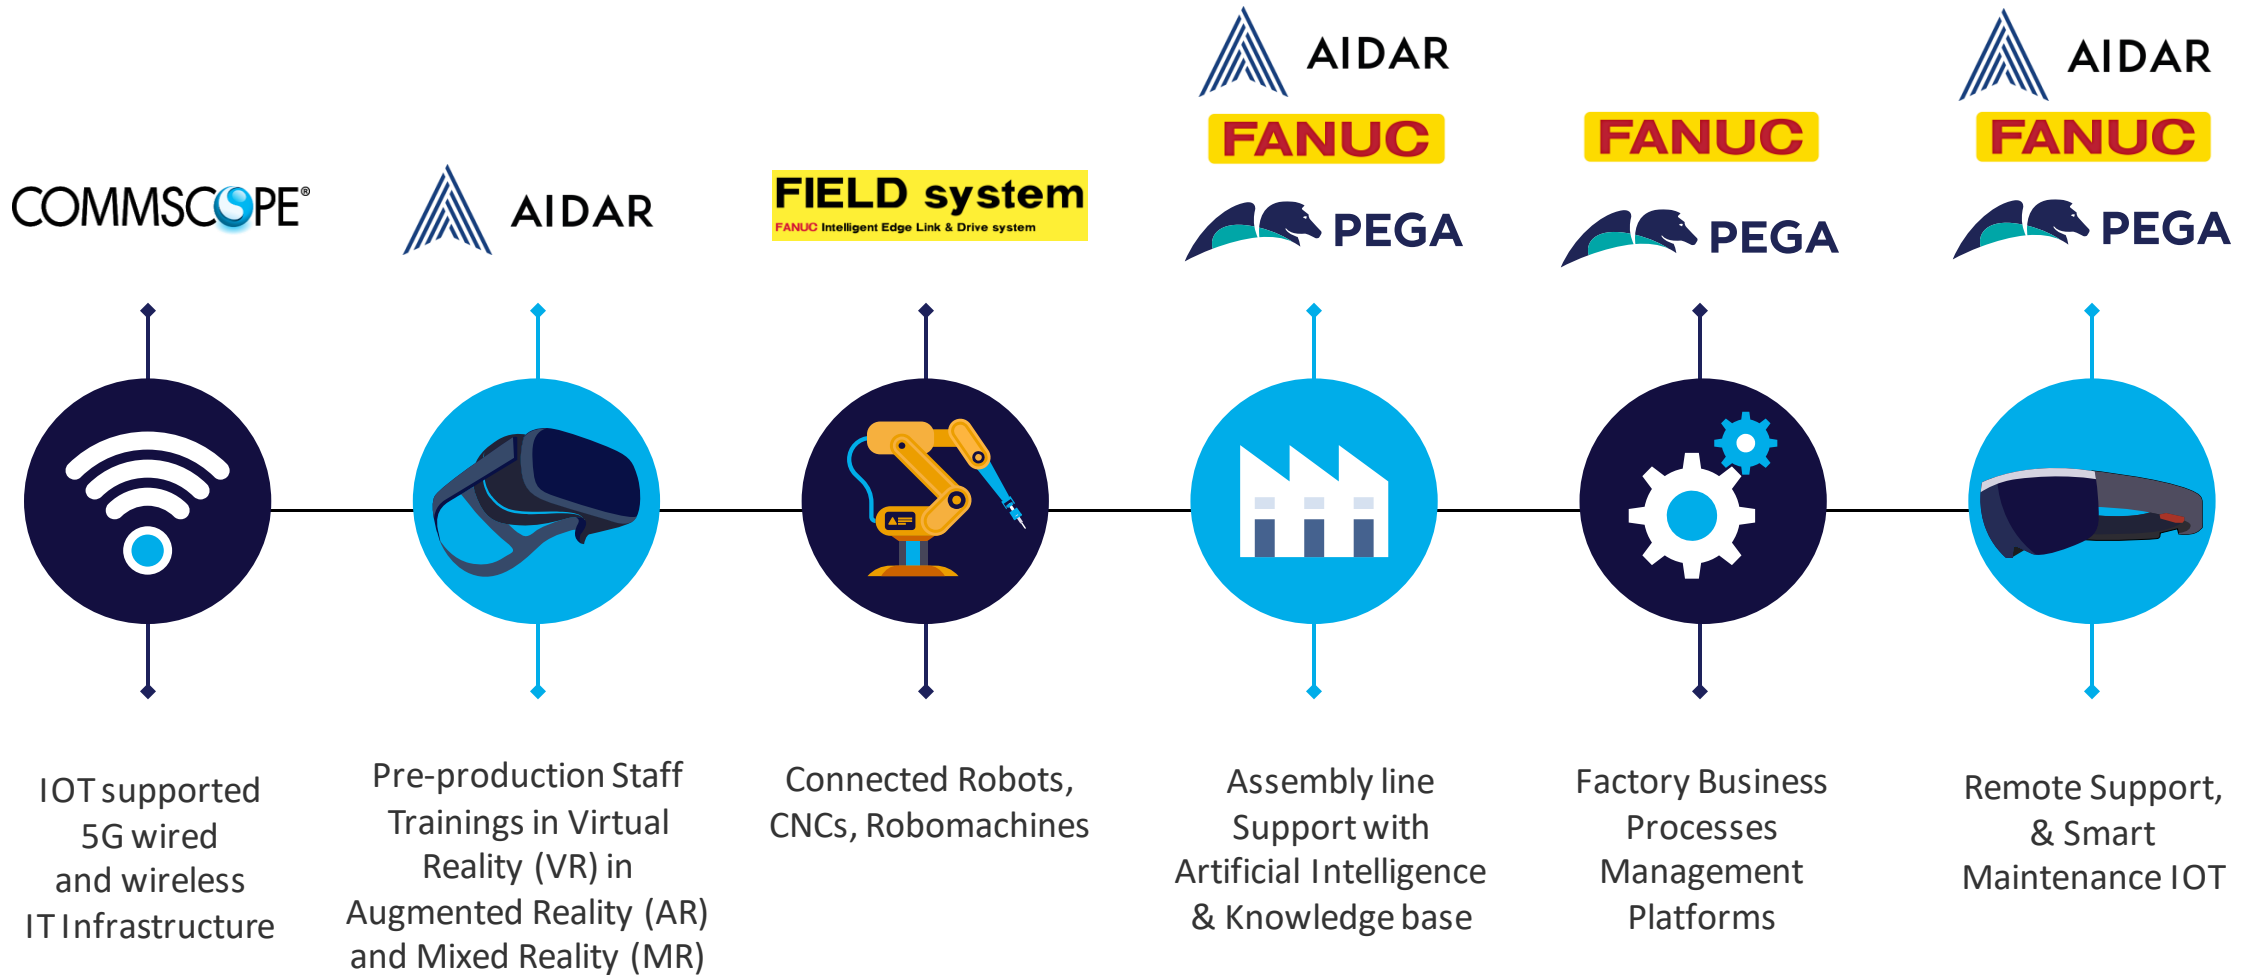 COMMSCOPE®
AIDAR
FIELD system
FANUC Intelligent Edge Link & Drive system
AIDAR
FANUC
PEGA
FANUC
PEGA
AIDAR
FANUC
PEGA
IOT supported
5G wired
and wireless
IT Infrastructure
Pre-production Staff
Trainings in Virtual
Reality (VR) in
Augmented Reality (AR)
and Mixed Reality (MR)
Connected Robots,
CNCs, Robomachines
Assembly line
Support with
Artificial Intelligence
& Knowledge base
Factory Business
Processes
Management
Platforms
Remote Support,
& Smart
Maintenance IOT